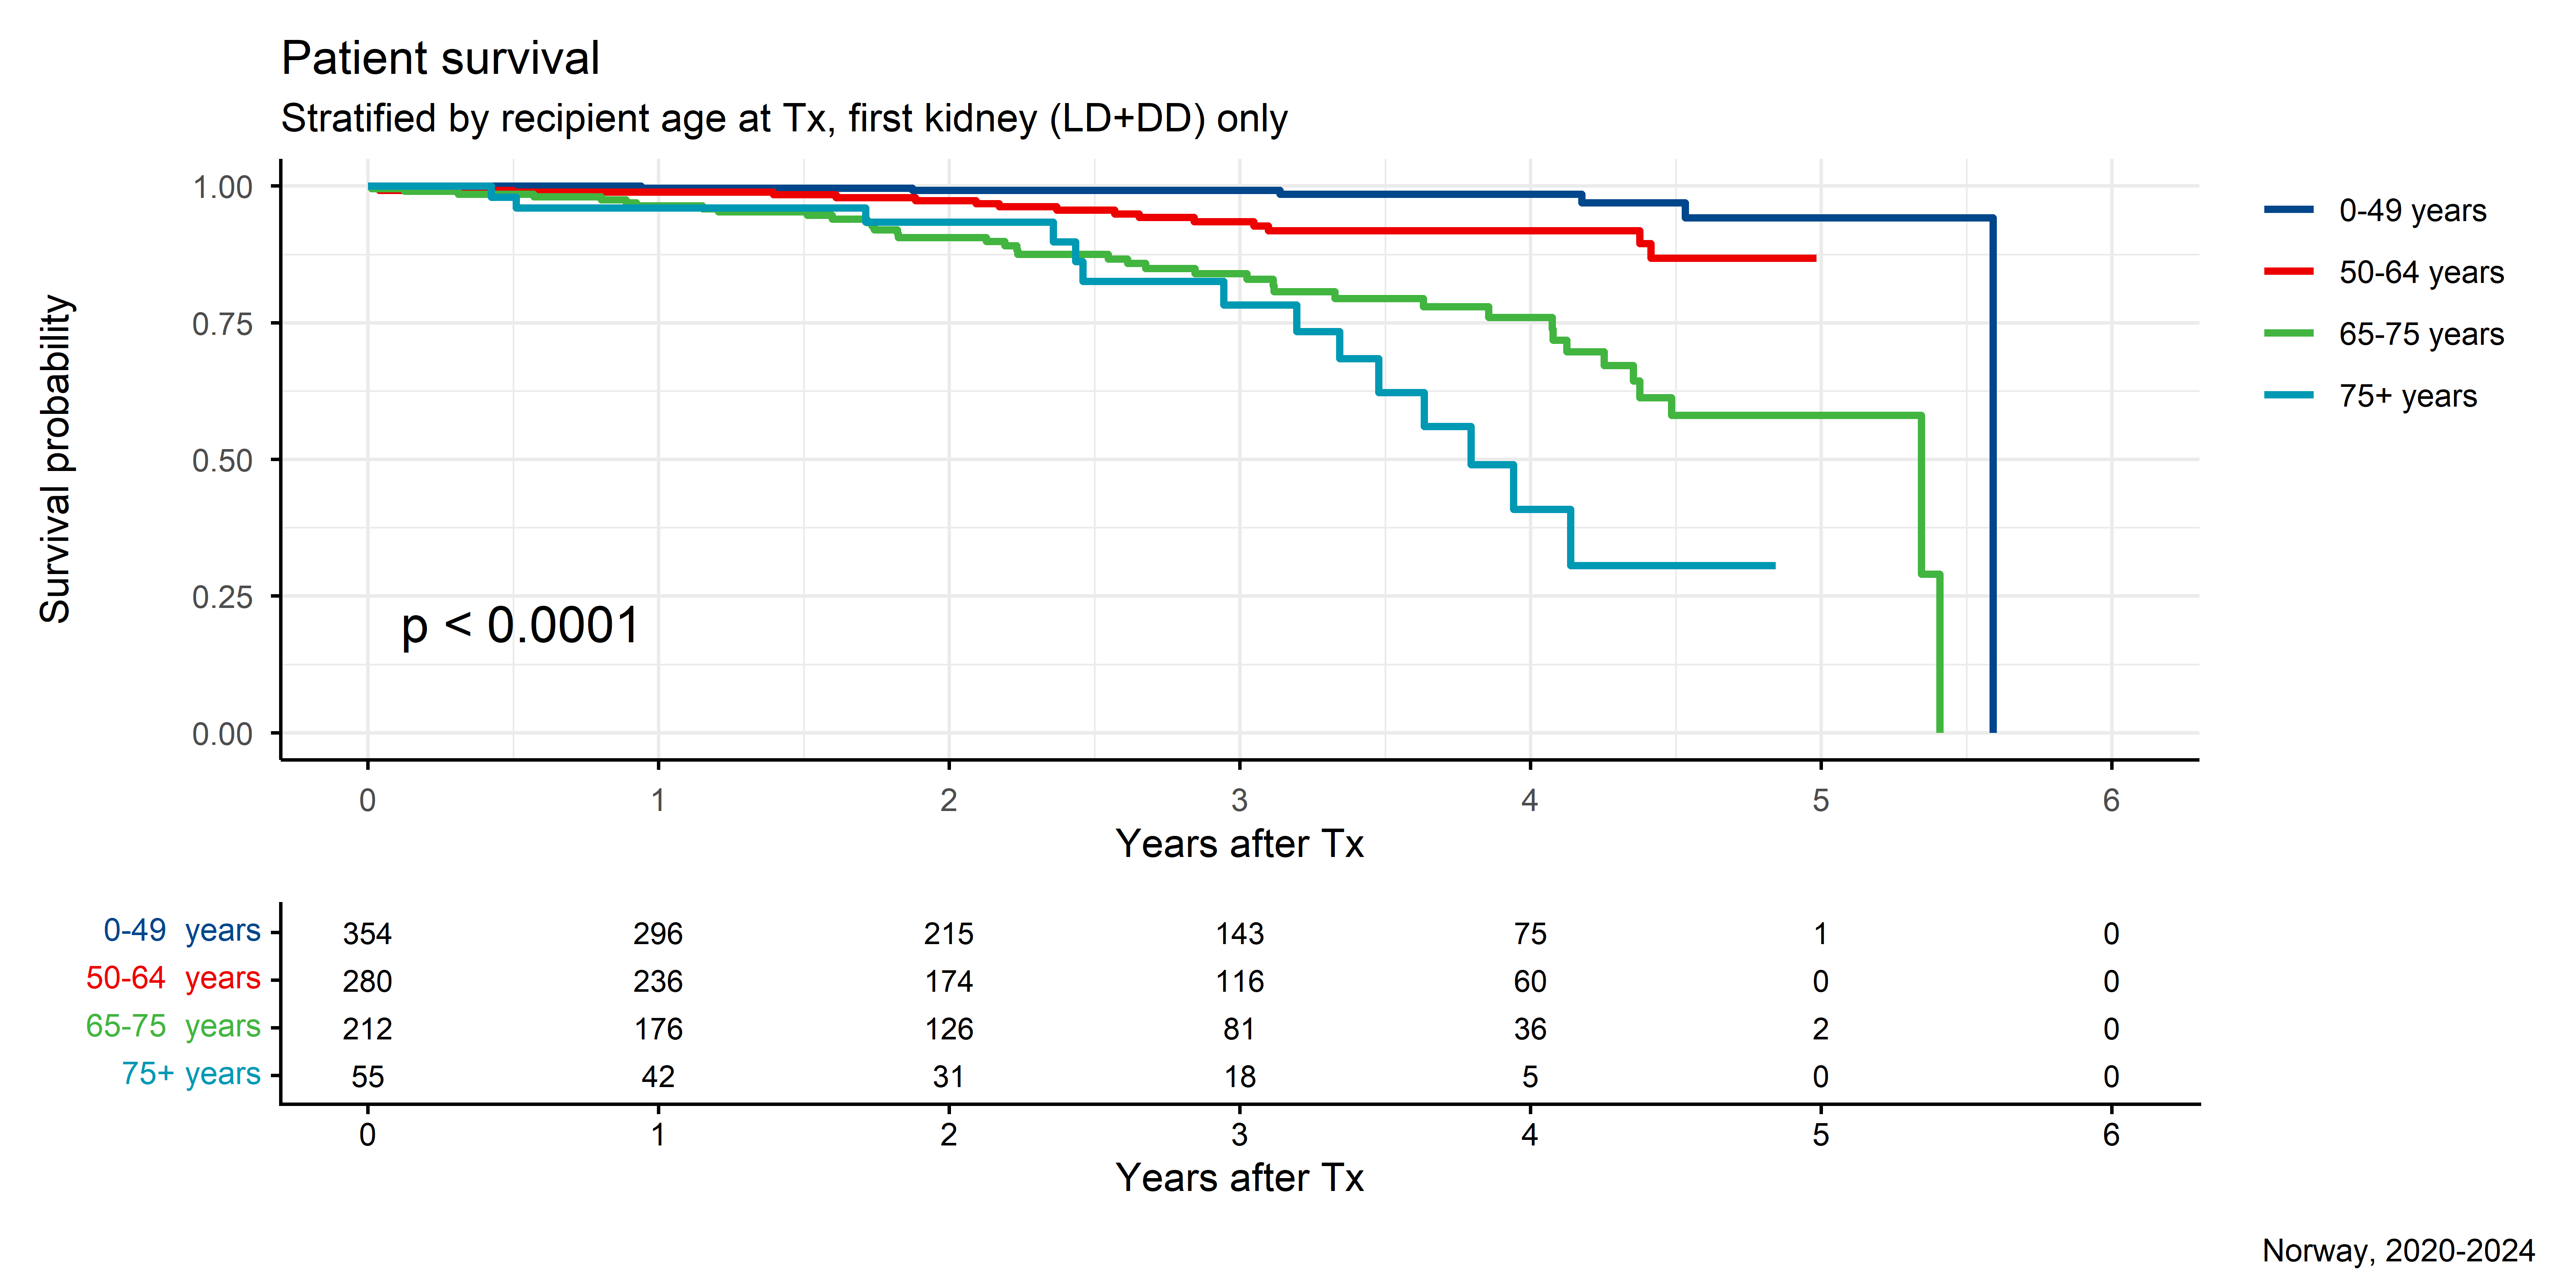 Patient survival
Stratified by recipient age at Tx, first kidney (LD+DD) only
Survival probability
1.00
0.75
0.50
0.25
0.00
p < 0.0001
0 1 2 3 4 5 6
Years after Tx
0-49 years
50-64 years
65-75 years
75+ years
0-49 years 354 296 215 143 75 1 0
50-64 years 280 236 174 116 60 0 0
65-75 years 212 176 126 81 36 2 0
75+ years 55 42 31 18 5 0 0
0 1 2 3 4 5 6
Years after Tx
Norway, 2020-2024